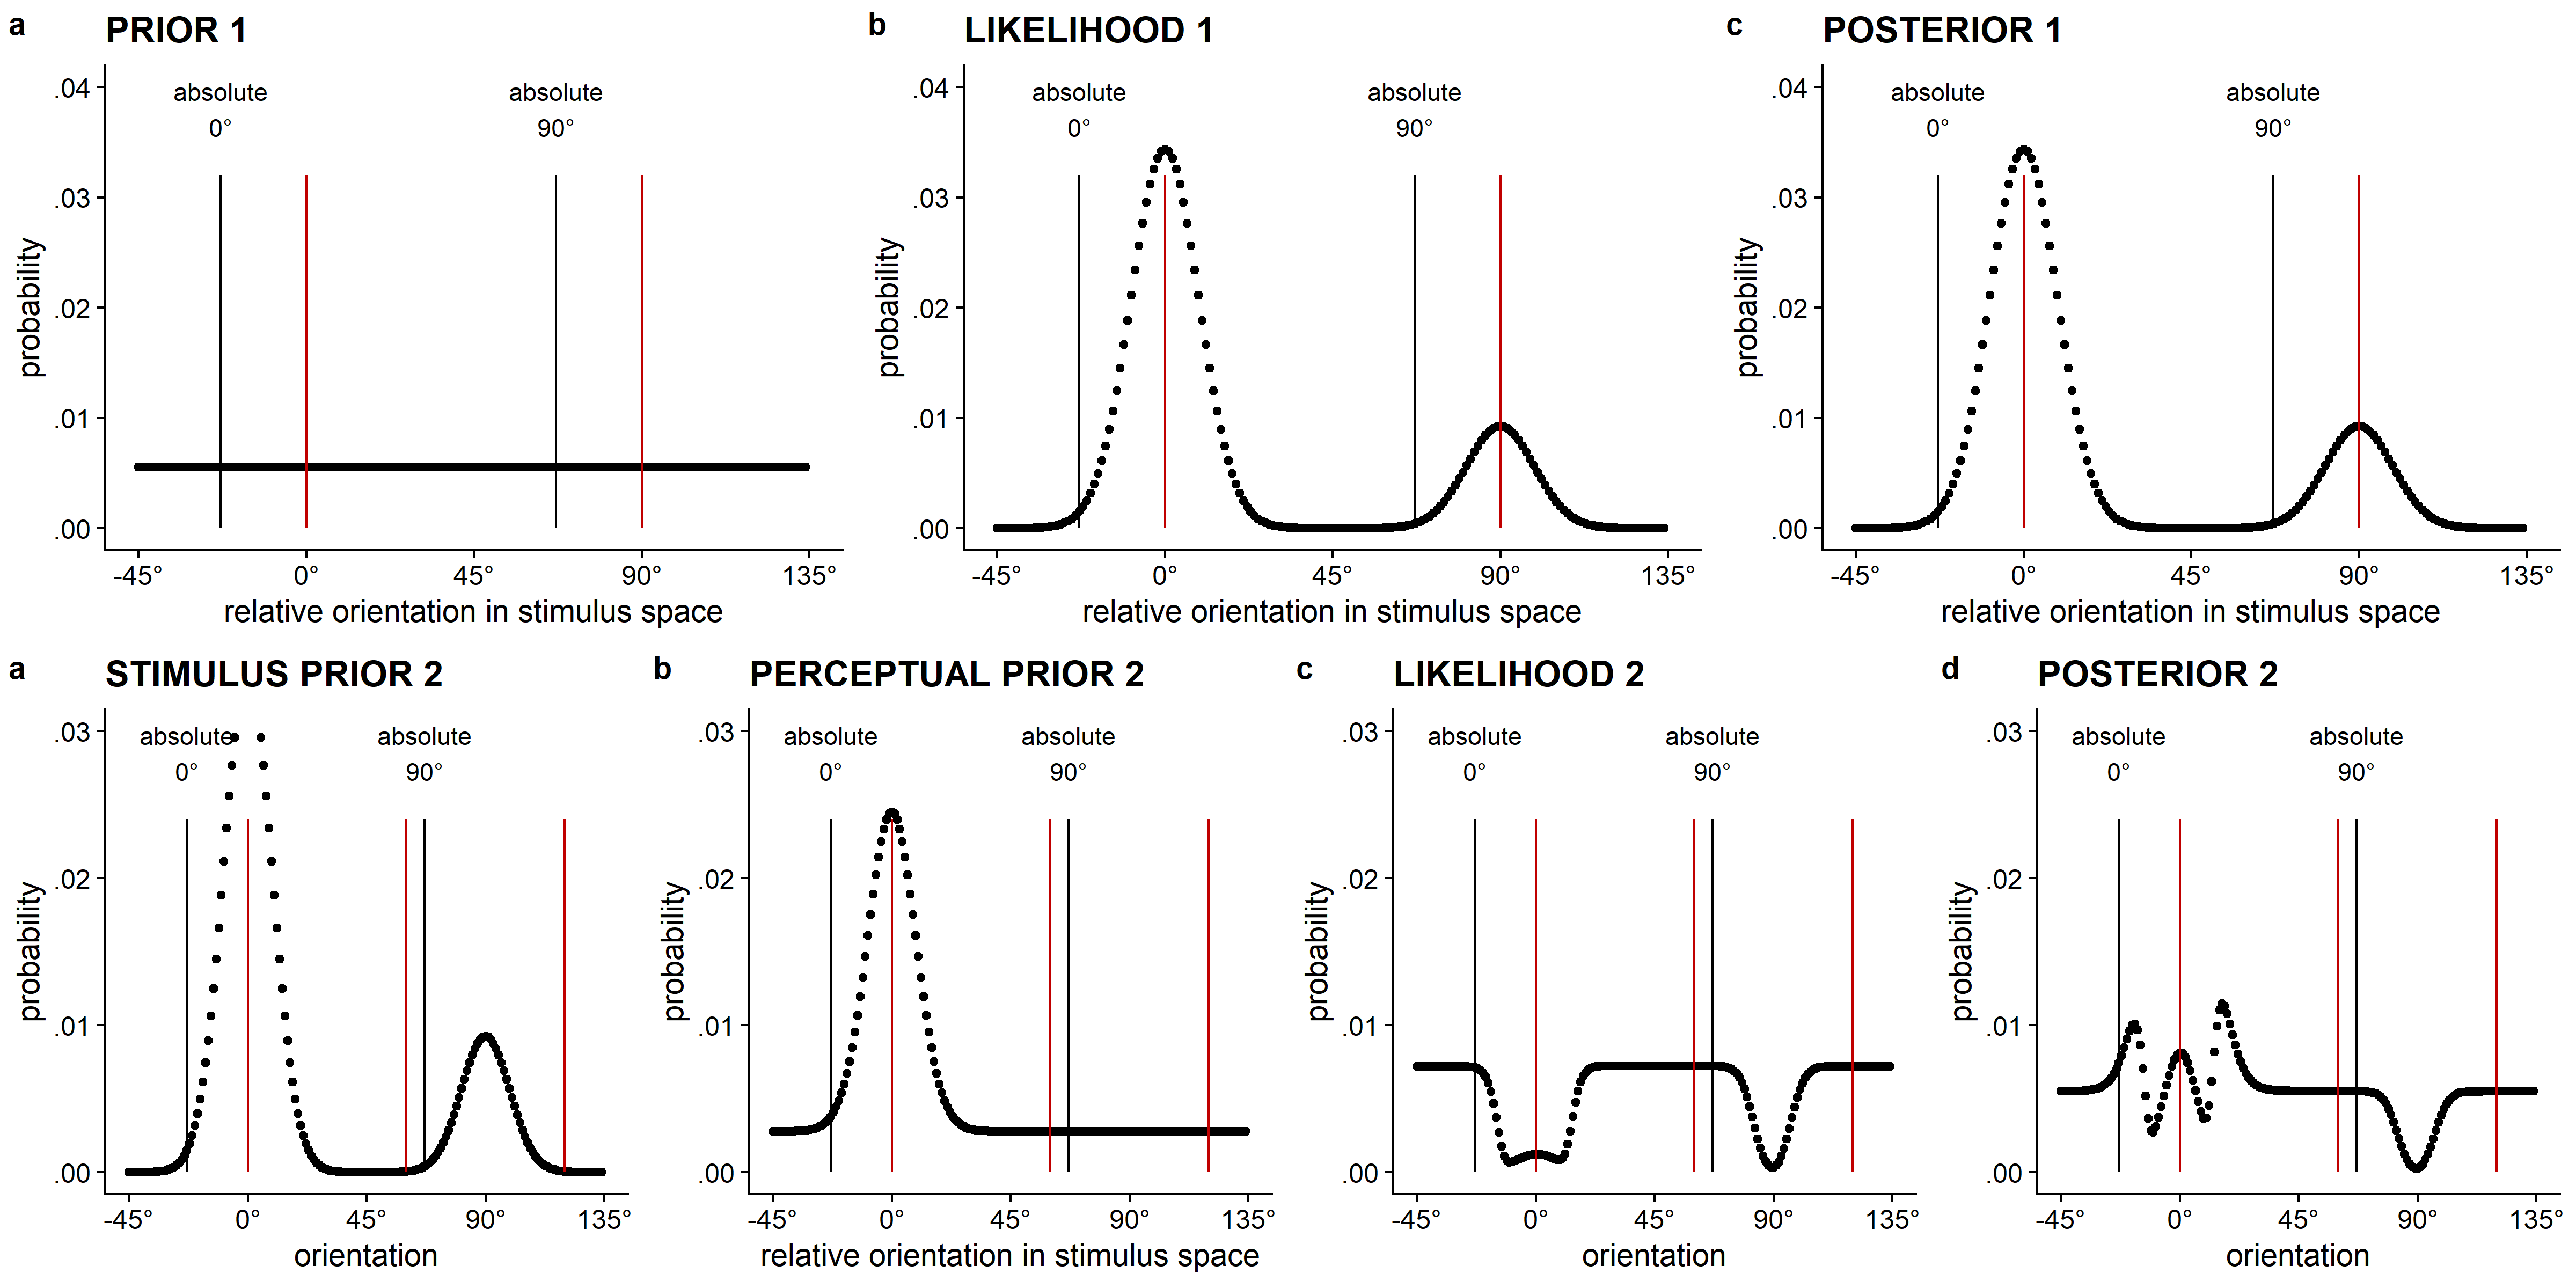 a PRIOR 1
.04
.03
.02
.01
.00
probability
absolute
0°
absolute
90°
-45° 0° 45° 90° 135°
relative orientation in stimulus space
b LIKELIHOOD 1
.04
.03
.02
.01
.00
probability
absolute
0°
absolute
90°
-45° 0° 45° 90° 135°
relative orientation in stimulus space
c POSTERIOR 1
.04
.03
.02
.01
.00
probability
absolute
0°
absolute
90°
-45° 0° 45° 90° 135°
relative orientation in stimulus space
a STIMULUS PRIOR 2
.03
.02
.01
.00
probability
absolute
0°
absolute
90°
-45° 0° 45° 90° 135°
orientation
b PERCEPTUAL PRIOR 2
.03
.02
.01
.00
probability
absolute
0°
absolute
90°
-45° 0° 45° 90° 135°
relative orientation in stimulus space
c LIKELIHOOD 2
.03
.02
.01
.00
probability
absolute
0°
absolute
90°
-45° 0° 45° 90° 135°
orientation
d POSTERIOR 2
.03
.02
.01
.00
probability
absolute
0°
absolute
90°
-45° 0° 45° 90° 135°
orientation